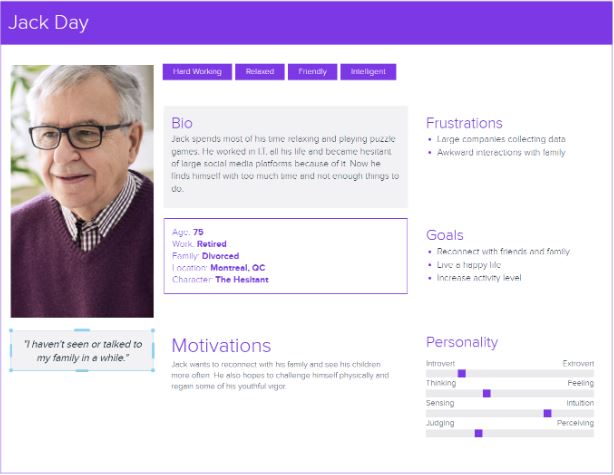 Jack Day
Hard Working
Relaxed
Friendly
Intelligent
Bio
Jack spends most of his time relaxing and playing puzzle
games. He worked in I.T. all his life and became hesitant
of large social media platforms because of it. Now he
finds himself with too much time and not enough things to
do.
Age: 75
Work: Retired
Family: Divorced
Location: Montreal, QC
Character: The Hesitant
"I haven't seen or talked to
my family in a while."
Motivations
Jack wants to reconnect with his family and see his children
more often. He also hopes to challenge himself physically and
regain some of his youthful vigor.
Frustrations
Large companies collecting data
Awkward interactions with family
Goals
Reconnect with friends and family.
Live a happy life
Increase activity level
Personality
Introvert Extrovert
Thinking Feeling
Sensing Intuition
Judging Perceiving